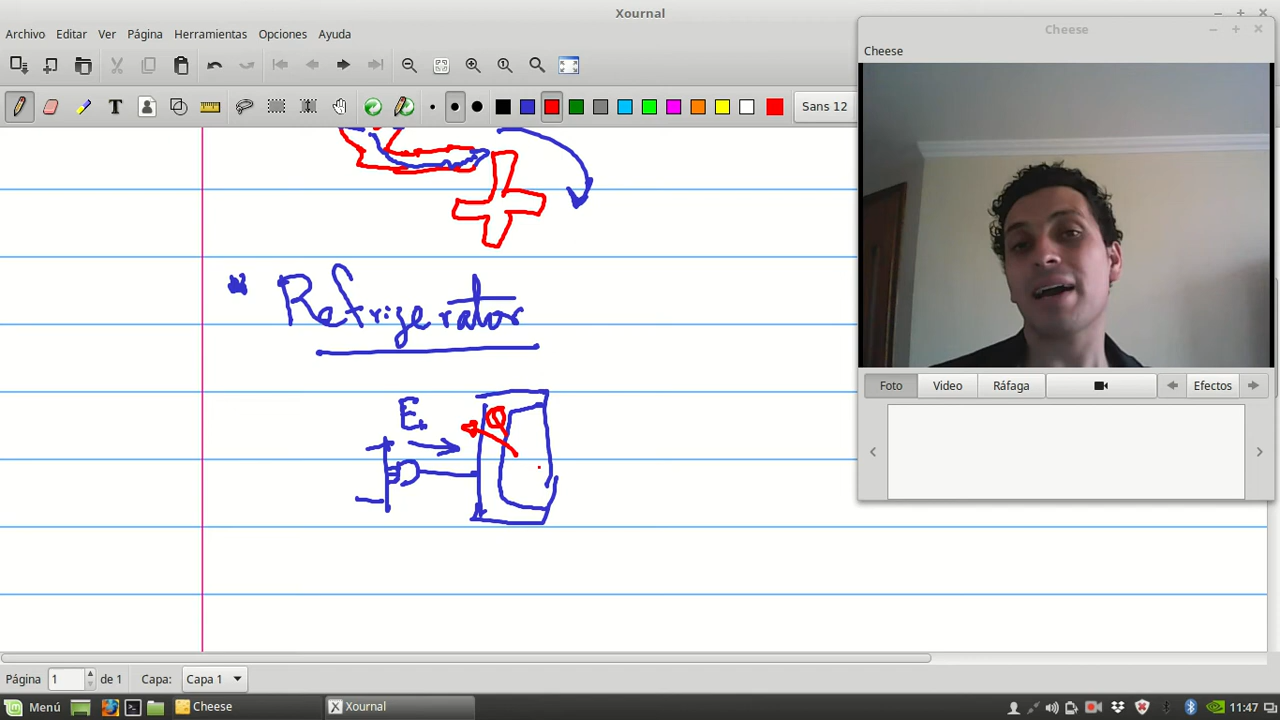 Xournal
Archivo Editar Ver Página Herramientas Opciones Ayuda
Sans 12
Cheese
Cheese
Refrigerator
E
Q
Foto Video Ráfaga Efectos
Página 1 de 1 Capa: Capa 1
Menú Cheese Xournal 11:47